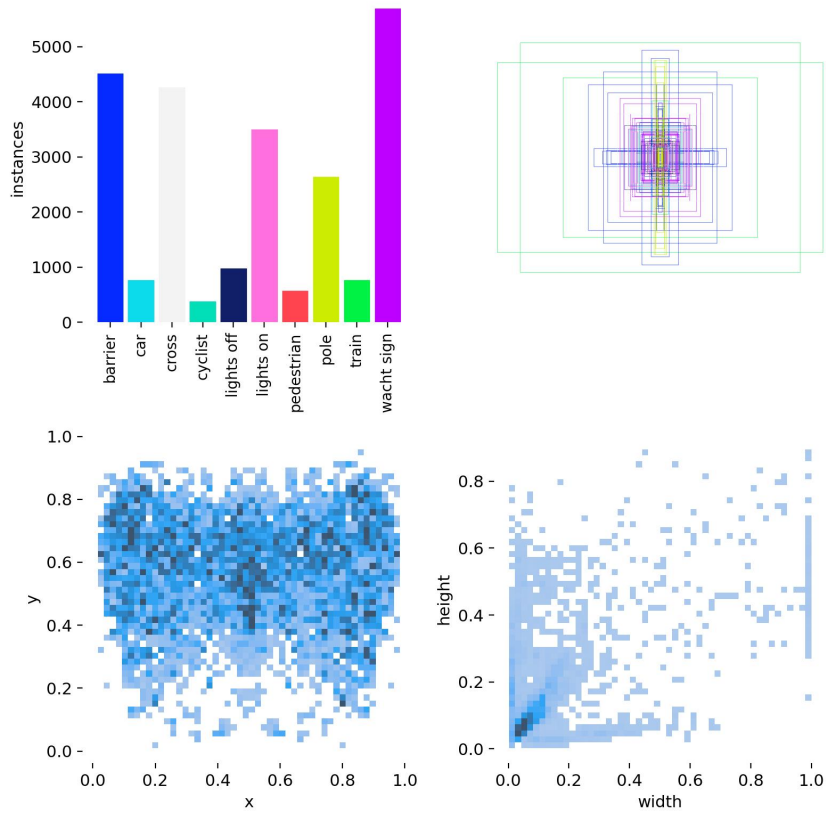 instances
5000
4000
3000
2000
1000
0
barrier
car
cross
cyclist
lights off
lights on
pedestrian
pole
train
wacht sign
y
1.0
0.8
0.6
0.4
0.2
0.0
0.0 0.2 0.4 0.6 0.8 1.0
x
height
0.8
0.6
0.4
0.2
0.0
0.0 0.2 0.4 0.6 0.8 1.0
width